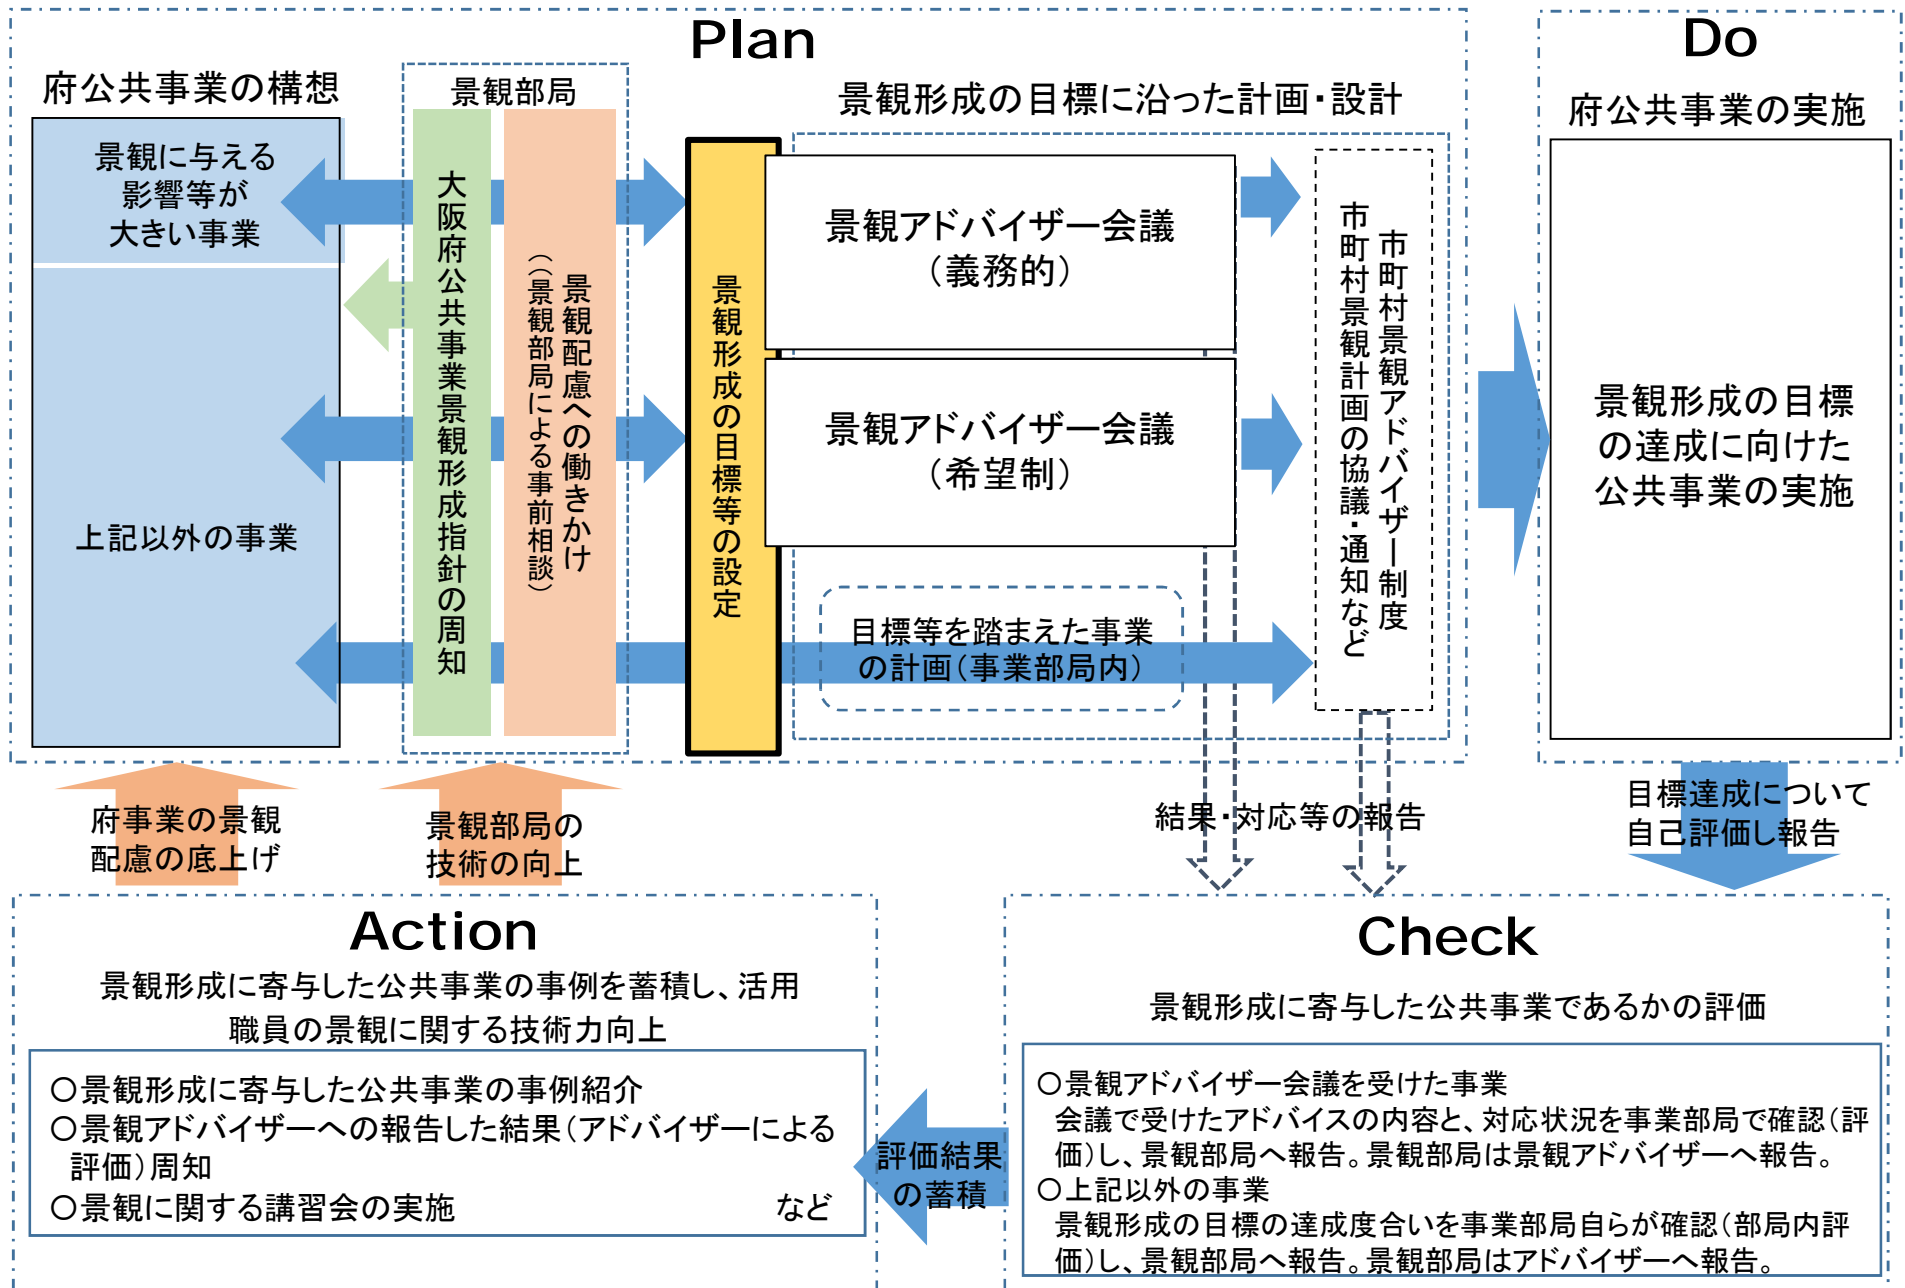 Plan
府公共事業の構想
景観に与える
影響等が
大きい事業
上記以外の事業
景観部局
大阪府公共事業景観形成指針の周知
景観配慮への働きかけ
（（景観部局による事前相談）
景観形成の目標等の設定
景観形成の目標に沿った計画・設計
景観アドバイザー会議
（義務的）
景観アドバイザー会議
（希望制）
目標等を踏まえた事業
の計画（事業部局内）
市町村景観アドバイザー制度
市町村景観計画の協議・通知など
Do
府公共事業の実施
景観形成の目標
の達成に向けた
公共事業の実施
府事業の景観
配慮の底上げ
景観部局の
技術の向上
結果・対応等の報告
目標達成について
自己評価し報告
Action
景観形成に寄与した公共事業の事例を蓄積し、活用
職員の景観に関する技術力向上
○景観形成に寄与した公共事業の事例紹介
○景観アドバイザーへの報告した結果（アドバイザーによる
評価）周知
○景観に関する講習会の実施　など
評価結果
の蓄積
Check
景観形成に寄与した公共事業であるかの評価
○景観アドバイザー会議を受けた事業
会議で受けたアドバイスの内容と、対応状況を事業部局で確認（評
価）し、景観部局へ報告。景観部局は景観アドバイザーへ報告。
○上記以外の事業
景観形成の目標の達成度合いを事業部局自らが確認（部局内評
価）し、景観部局へ報告。景観部局はアドバイザーへ報告。